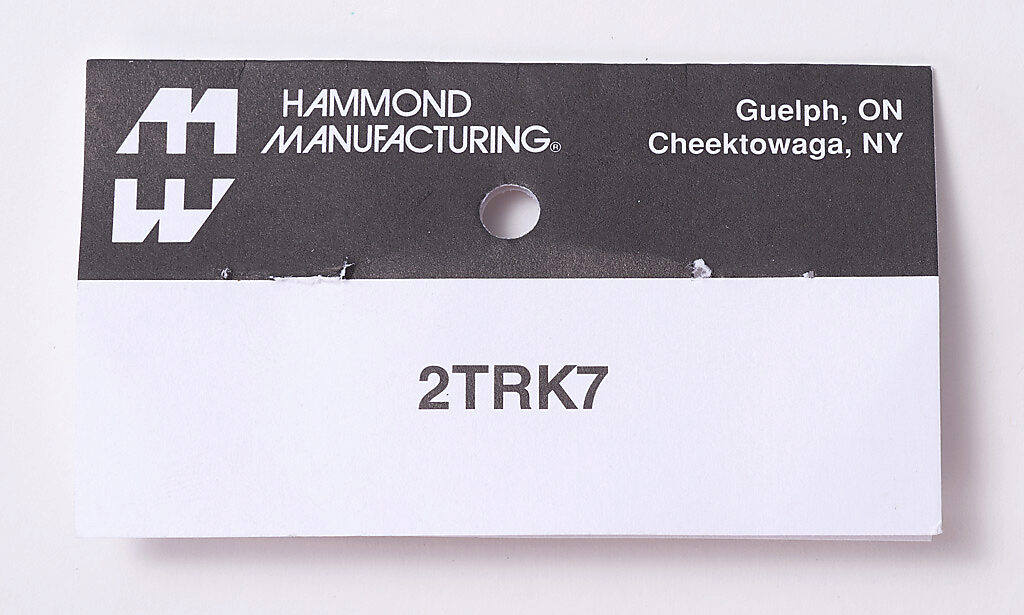 HAMMOND
MANUFACTURING®
Guelph, ON
Cheektowaga, NY
2TRK7